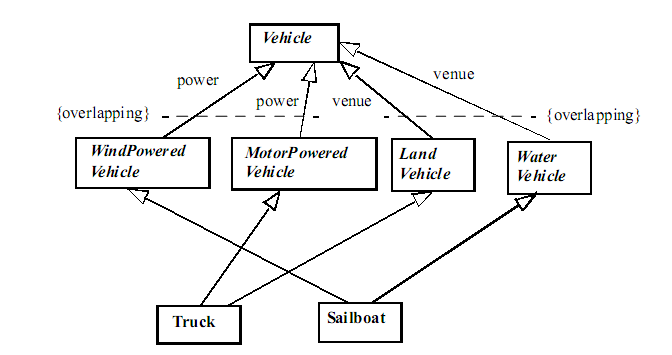 Vehicle
power
venue
{overlapping}
power
venue
{overlapping}
WindPowered
Vehicle
MotorPowered
Vehicle
Land
Vehicle
Water
Vehicle
Truck
Sailboat